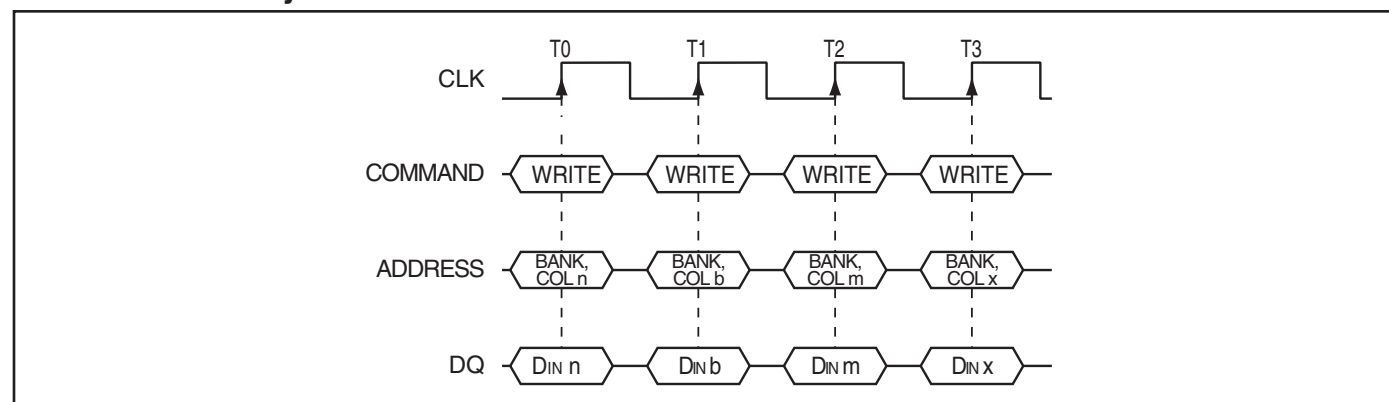 T0 T1 T2 T3
CLK
COMMAND WRITE WRITE WRITE WRITE
ADDRESS BANK, BANK, BANK, BANK,
COL n COL b COL m COL x
DQ DIN n DIN b DIN m DIN x